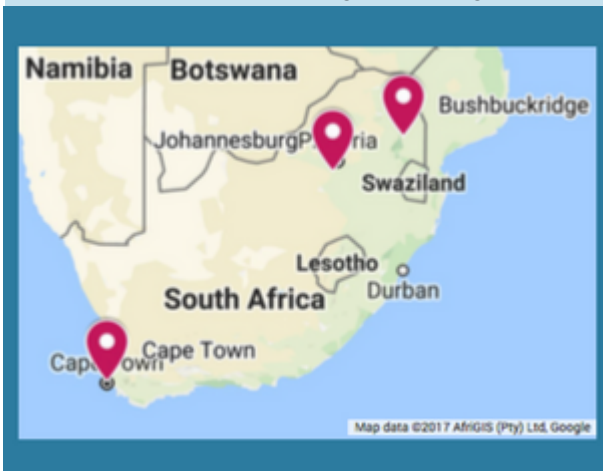 Namibia
Botswana
Bushbuckridge
Johannesburg
Swaziland
Lesotho
Durban
South Africa
Cape Town
Map data ©2017 AfriGIS (Pty) Ltd, Google